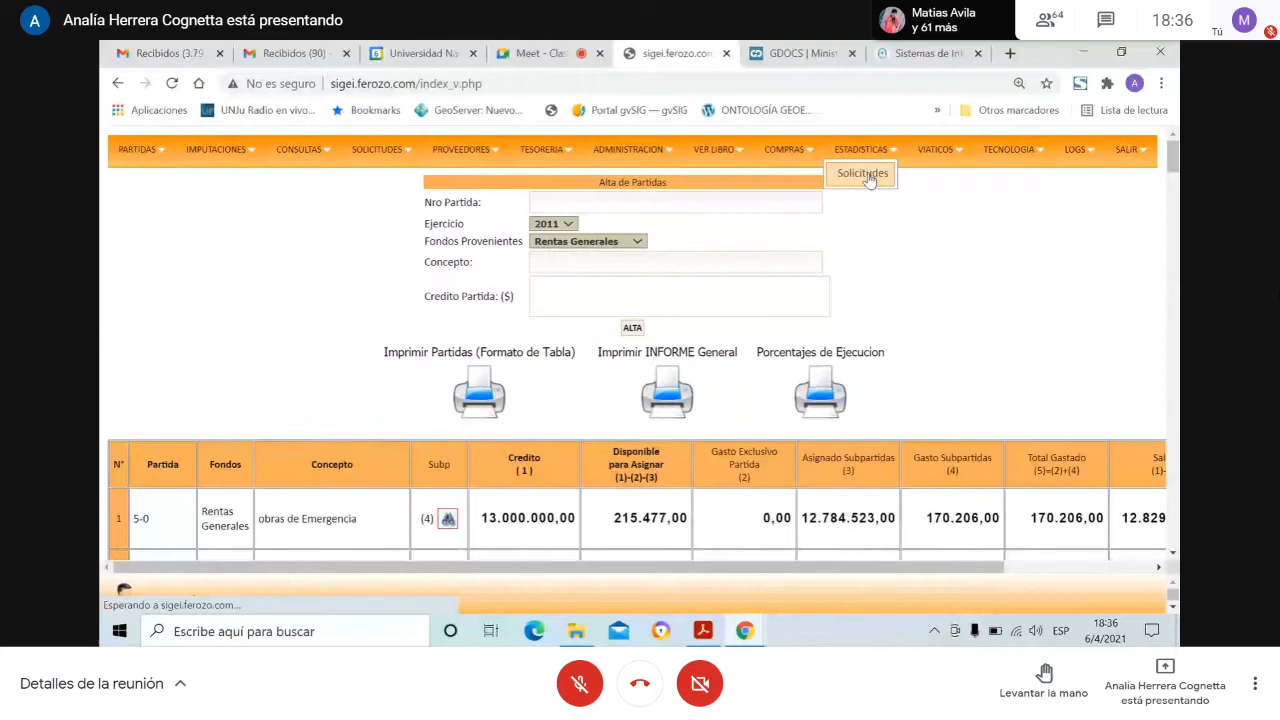 A Analía Herrera Cognetta está presentando
Matias Avila
y 61 más
64
18:36
M
Tú
Recibidos (3.79
Recibidos (90) -
Universidad Na
Meet - Clas
sigei.ferozo.com
GDOCS | Minist
Sistemas de Inf
No es seguro | sigei.ferozo.com/index_v.php
A
Aplicaciones
UNJu Radio en vivo...
Bookmarks
GeoServer: Nuevo...
Portal gvSIG — gvSIG
ONTOLOGÍA GEOE...
»
Otros marcadores
Lista de lectura
PARTIDAS
IMPUTACIONES
CONSULTAS
SOLICITUDES
PROVEEDORES
TESORERIA
ADMINISTRACION
VER LIBRO
COMPRAS
ESTADISTICAS
VIATICOS
TECNOLOGIA
LOGS
SALIR
Solicitudes
Alta de Partidas
Nro Partida:
Ejercicio 2011
Fondos Provenientes Rentas Generales
Concepto:
Credito Partida: ($)
ALTA
Imprimir Partidas (Formato de Tabla)
Imprimir INFORME General
Porcentajes de Ejecucion
N°
Partida
Fondos
Concepto
Subp
Credito
( 1 )
Disponible
para Asignar
(1)-(2)-(3)
Gasto Exclusivo
Partida
(2)
Asignado Subpartidas
(3)
Gasto Subpartidas
(4)
Total Gastado
(5)=(2)+(4)
Sal
(1)-
1
5-0
Rentas
Generales
obras de Emergencia
(4)
13.000.000,00
215.477,00
0,00
12.784.523,00
170.206,00
170.206,00
12.829
Esperando a sigei.ferozo.com...
Escribe aquí para buscar
ESP
18:36
6/4/2021
Detalles de la reunión
Levantar la mano
Analía Herrera Cognetta
está presentando